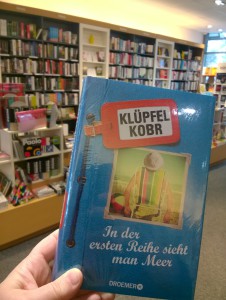 KLÜPFEL
KOBR
In der
ersten Reihe sieht
man Meer
DROEMER